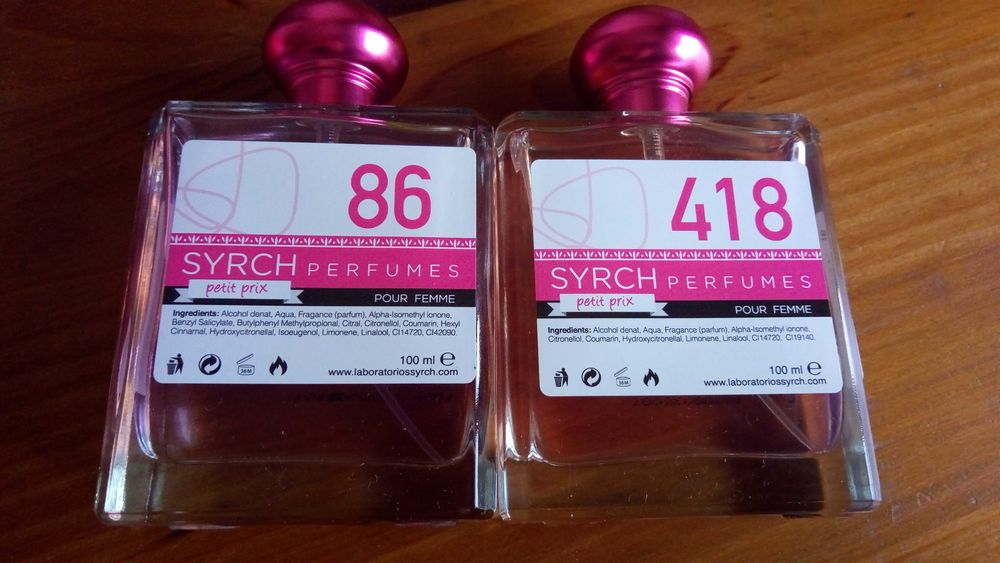 86
SYRCH PERFUMES
petit prix
POUR FEMME
Ingredients: Alcohol denat, Aqua, Fragance (parfum), Alpha-Isomethyl ionone,
Benzyl Salicylate, Butylphenyl Methylpropional, Citral, Citronellol, Coumarin, Hexyl
Cinnamal, Hydroxycitronellal, Isoeugenol, Limonene, Linalool, CI14720, CI42090.
36M
100 ml ℮
www.laboratoriossyrch.com
418
SYRCH PERFUMES
petit prix
POUR FEMME
Ingredients: Alcohol denat, Aqua, Fragance (parfum), Alpha-Isomethyl ionone,
Citronellol, Coumarin, Hydroxycitronellal, Limonene, Linalool, CI14720, CI19140.
36M
100 ml ℮
www.laboratoriossyrch.com